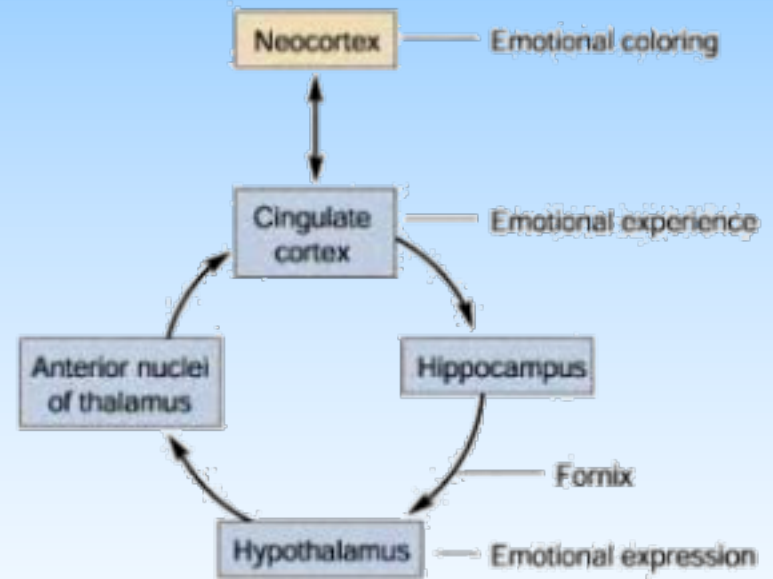 Neocortex
Emotional coloring
Cingulate
cortex
Emotional experience
Anterior nuclei
of thalamus
Hippocampus
Fornix
Hypothalamus
Emotional expression